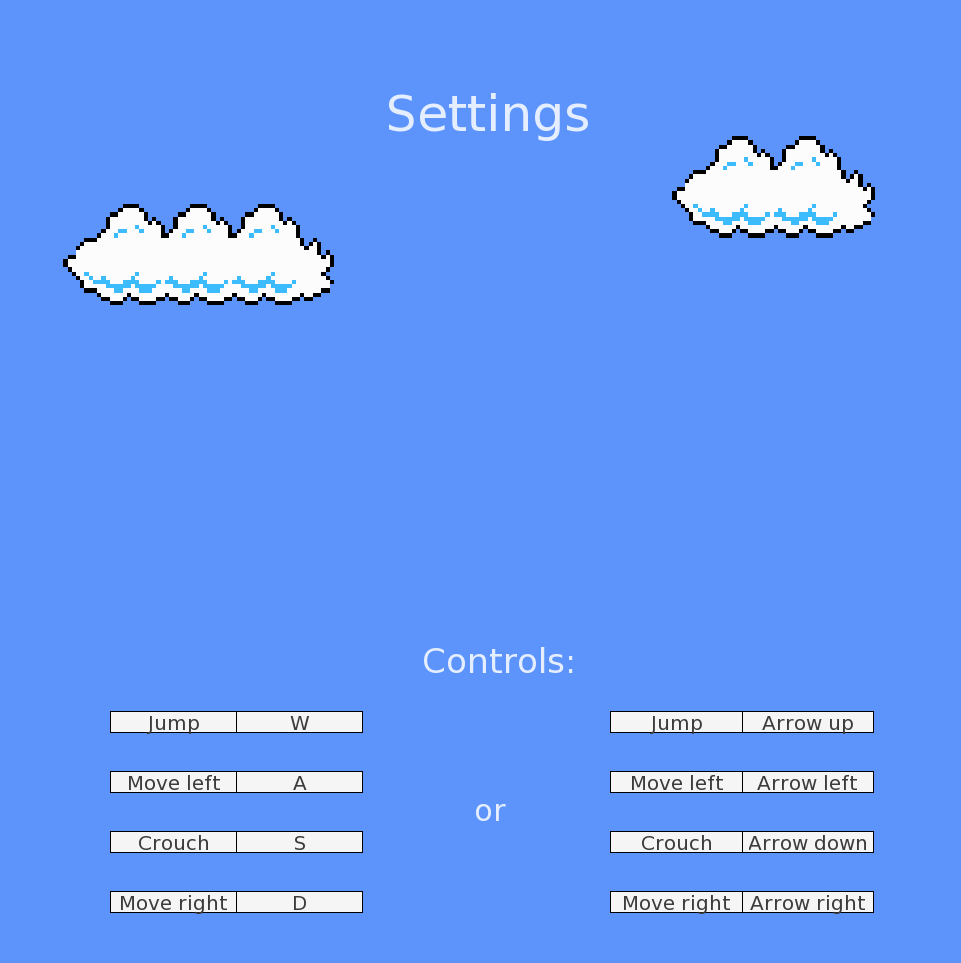 Settings
Controls:
Jump W
Move left A
Crouch S
Move right D
or
Jump Arrow up
Move left Arrow left
Crouch Arrow down
Move right Arrow right